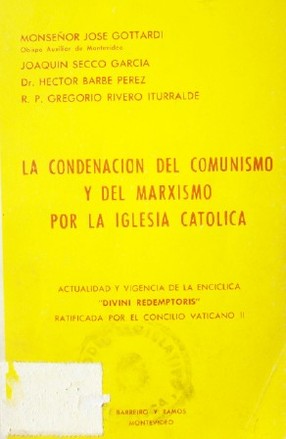 MONSEÑOR JOSE GOTTARDI
Obispo Auxiliar de Montevideo
JOAQUIN SECCO GARCIA
Dr. HECTOR BARBE PEREZ
R. P. GREGORIO RIVERO ITURRALDE
LA CONDENACION DEL COMUNISMO
Y DEL MARXISMO
POR LA IGLESIA CATOLICA
ACTUALIDAD Y VIGENCIA DE LA ENCICLICA
"DIVINI REDEMPTORIS"
RATIFICADA POR EL CONCILIO VATICANO II
BARREIRO Y RAMOS
MONTEVIDEO